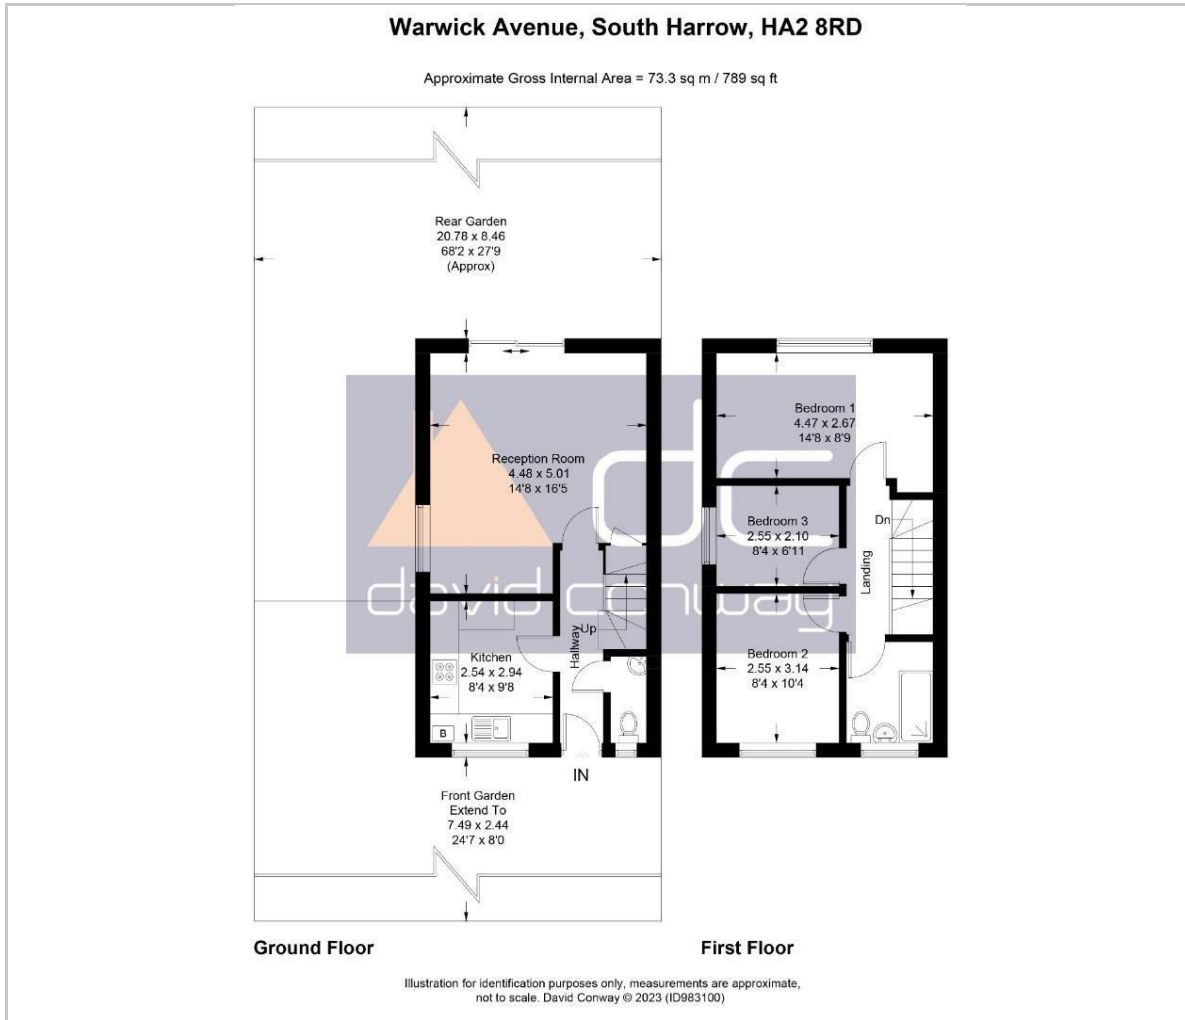 Warwick Avenue, South Harrow, HA2 8RD
Approximate Gross Internal Area = 73.3 sq m / 789 sq ft
Rear Garden
20.78 x 8.46
68'2 x 27'9
(Approx)
Reception Room
4.48 x 5.01
14'8 x 16'5
Kitchen
2.54 x 2.94
8'4 x 9'8
B
Hallway
Up
IN
Front Garden
Extend To
7.49 x 2.44
24'7 x 8'0
Ground Floor
Bedroom 1
4.47 x 2.67
14'8 x 8'9
Bedroom 3
2.55 x 2.10
8'4 x 6'11
Dn
Landing
Bedroom 2
2.55 x 3.14
8'4 x 10'4
First Floor
dc
david conway
Illustration for identification purposes only, measurements are approximate,
not to scale. David Conway © 2023 (ID983100)